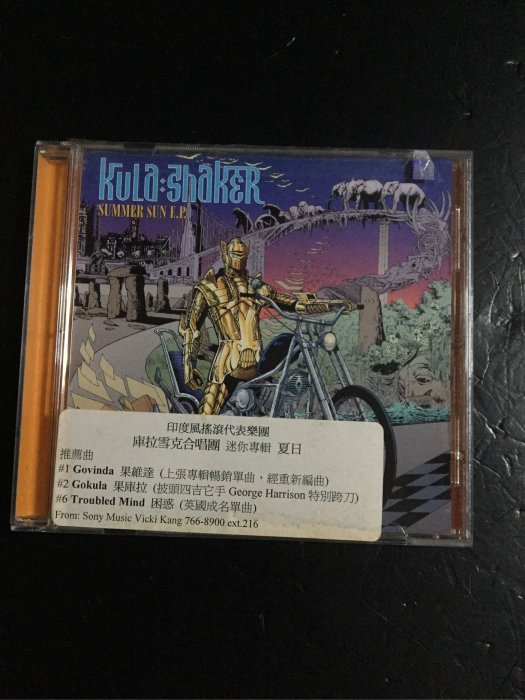 KULA:SHAKER
SUMMER SUN E.P.
印度風搖滾代表樂團
庫拉雪克合唱團 迷你專輯 夏日
推薦曲
#1 Govinda 果維達 (上張專輯暢銷單曲，經重新編曲)
#2 Gokula 果庫拉 (披頭四吉它手 George Harrison 特別跨刀)
#6 Troubled Mind 困惑 (英國成名單曲)
From: Sony Music Vicki Kang 766-8900 ext.216